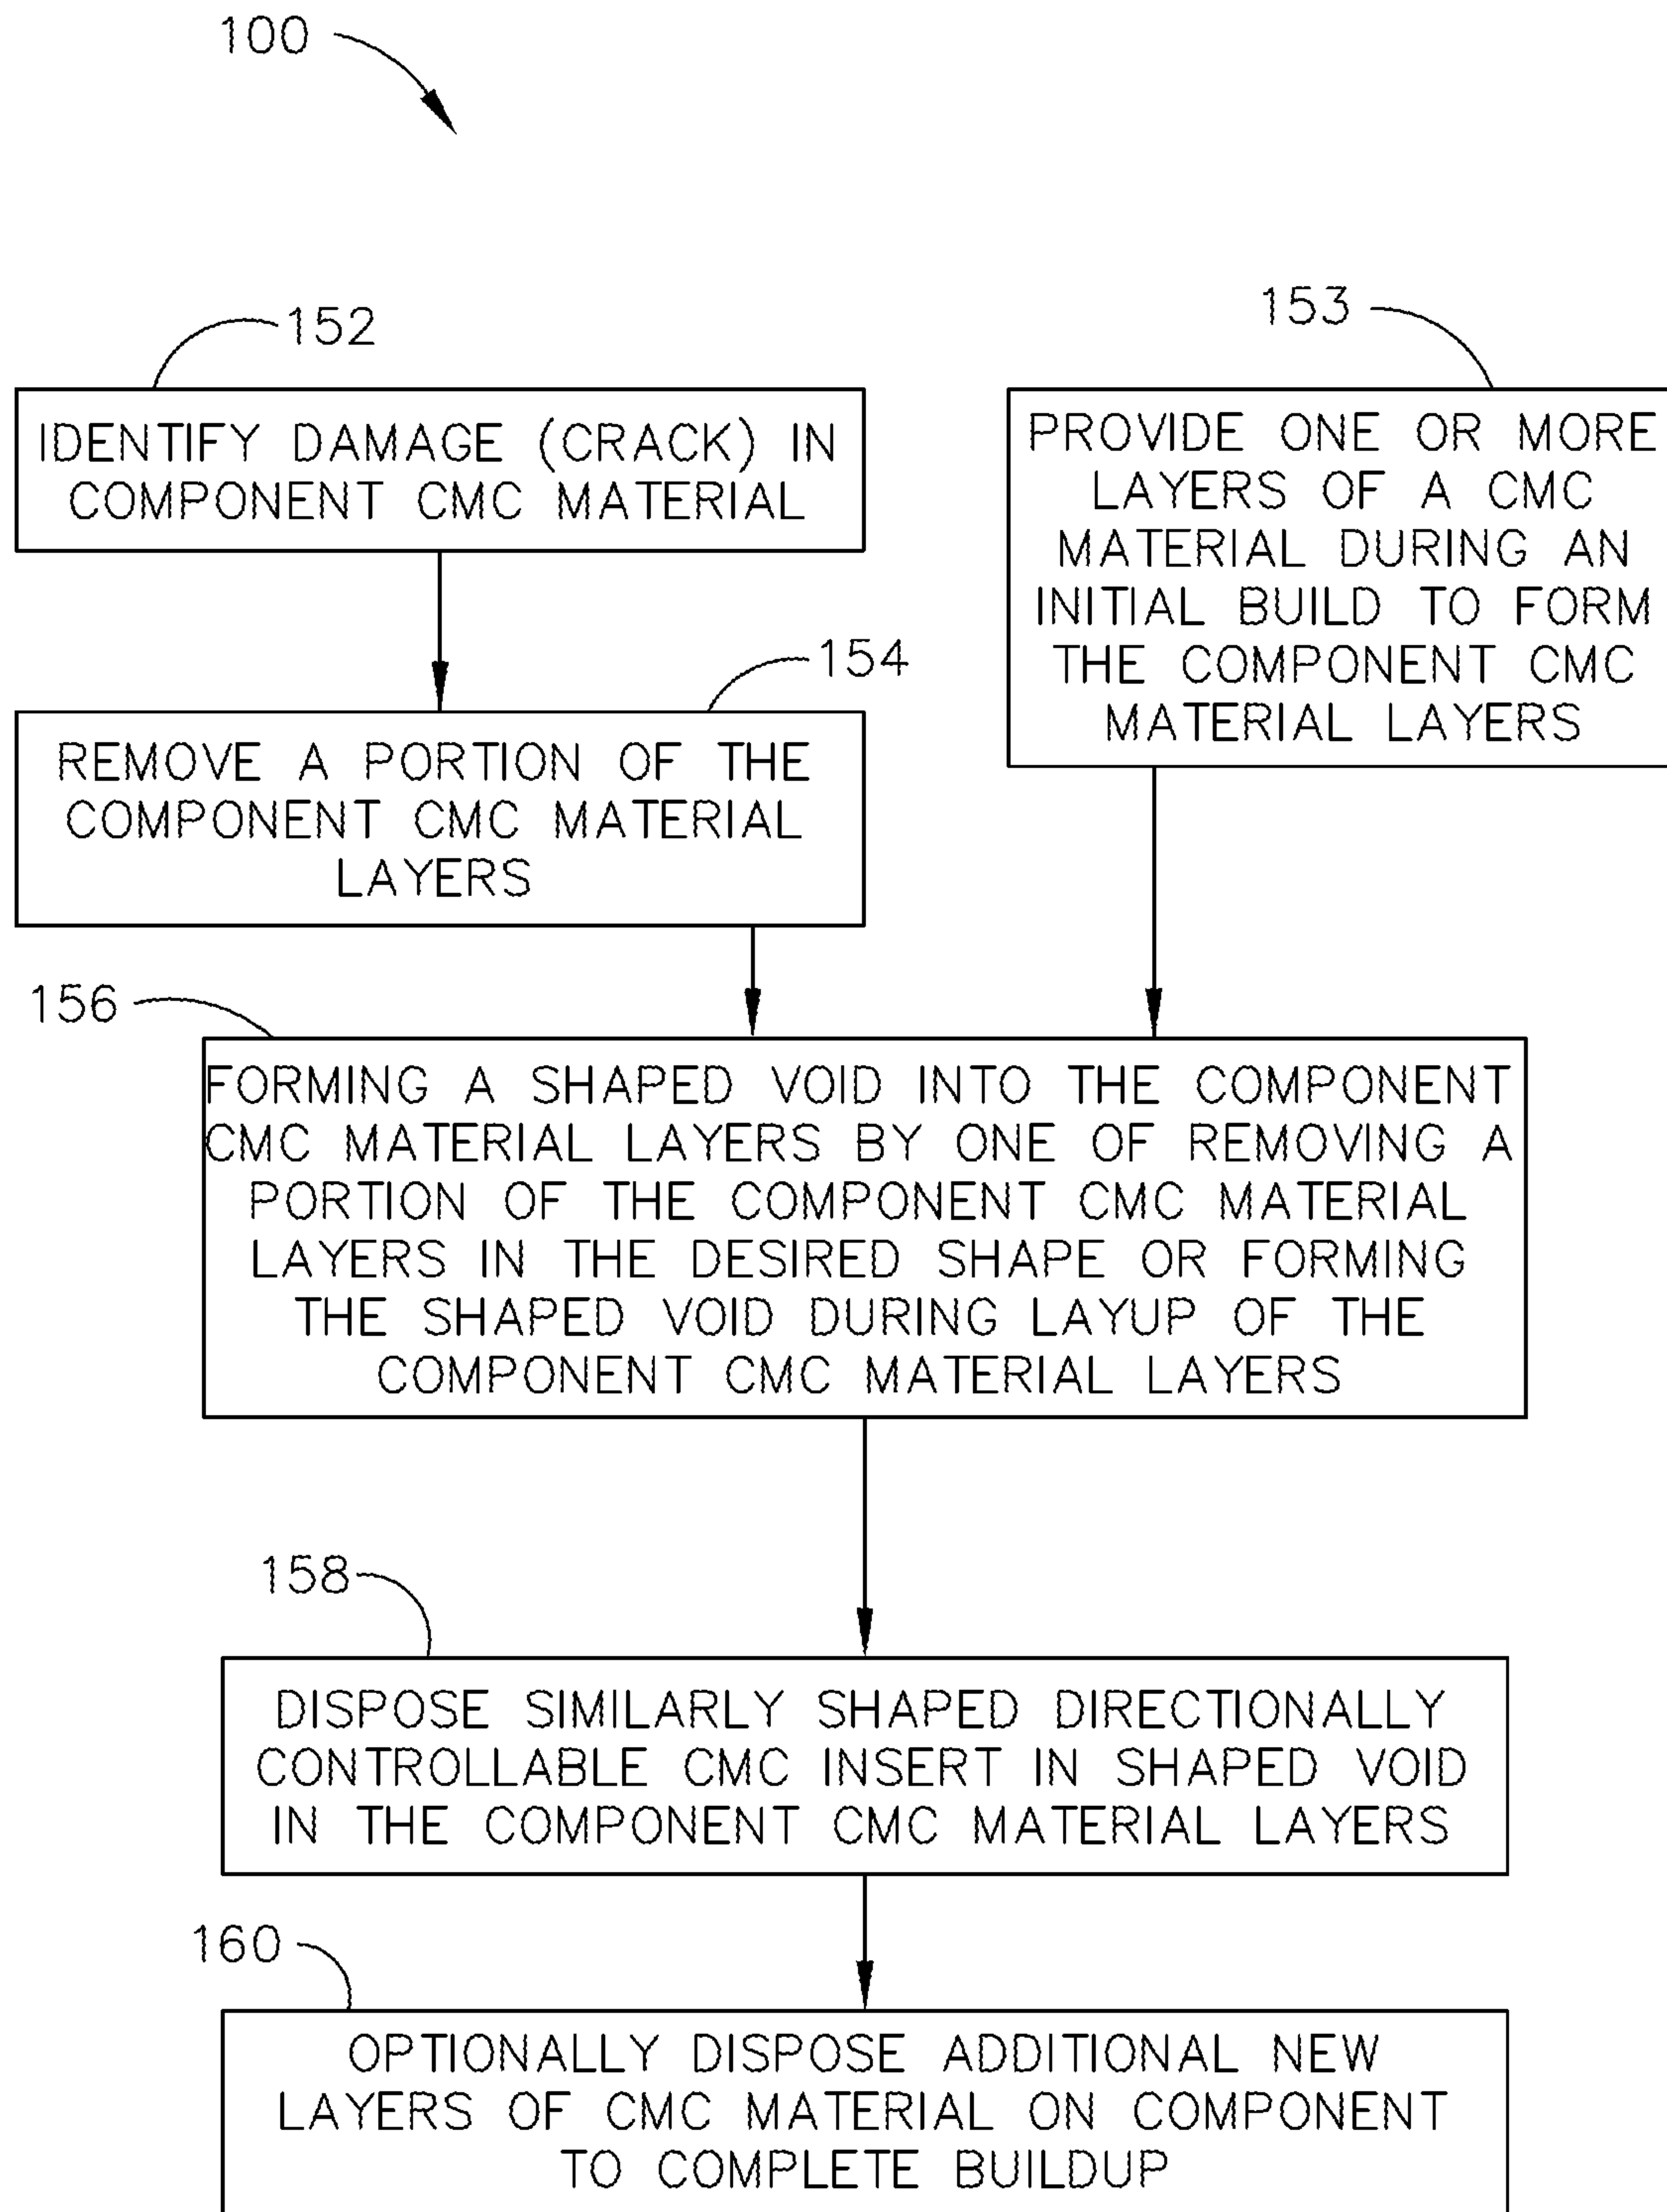 100
152
IDENTIFY DAMAGE (CRACK) IN
COMPONENT CMC MATERIAL
153
PROVIDE ONE OR MORE
LAYERS OF A CMC
MATERIAL DURING AN
INITIAL BUILD TO FORM
THE COMPONENT CMC
MATERIAL LAYERS
154
REMOVE A PORTION OF THE
COMPONENT CMC MATERIAL
LAYERS
156
FORMING A SHAPED VOID INTO THE COMPONENT
CMC MATERIAL LAYERS BY ONE OF REMOVING A
PORTION OF THE COMPONENT CMC MATERIAL
LAYERS IN THE DESIRED SHAPE OR FORMING
THE SHAPED VOID DURING LAYUP OF THE
COMPONENT CMC MATERIAL LAYERS
158
DISPOSE SIMILARLY SHAPED DIRECTIONALLY
CONTROLLABLE CMC INSERT IN SHAPED VOID
IN THE COMPONENT CMC MATERIAL LAYERS
160
OPTIONALLY DISPOSE ADDITIONAL NEW
LAYERS OF CMC MATERIAL ON COMPONENT
TO COMPLETE BUILDUP